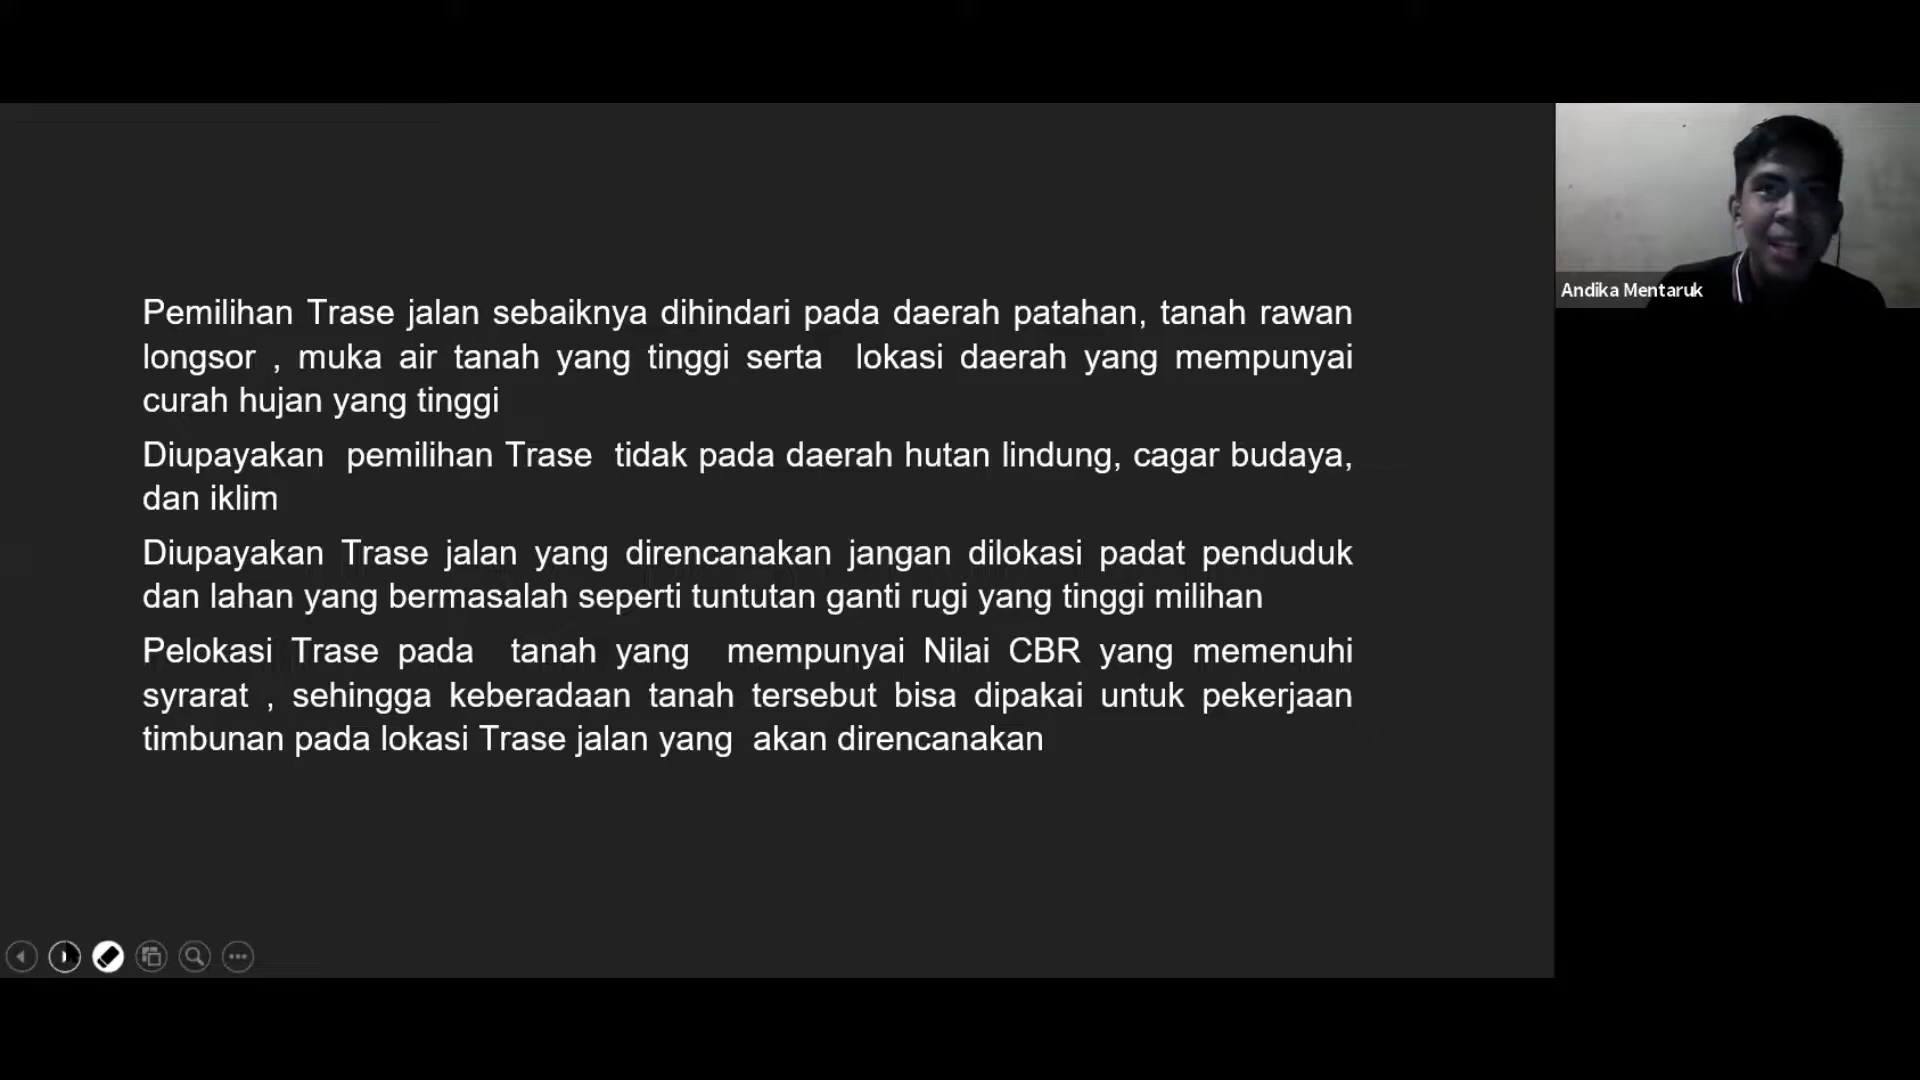 Pemilihan Trase jalan sebaiknya dihindari pada daerah patahan, tanah rawan
longsor , muka air tanah yang tinggi serta lokasi daerah yang mempunyai
curah hujan yang tinggi
Diupayakan pemilihan Trase tidak pada daerah hutan lindung, cagar budaya,
dan iklim
Diupayakan Trase jalan yang direncanakan jangan dilokasi padat penduduk
dan lahan yang bermasalah seperti tuntutan ganti rugi yang tinggi milihan
Pelokasi Trase pada tanah yang mempunyai Nilai CBR yang memenuhi
syrarat , sehingga keberadaan tanah tersebut bisa dipakai untuk pekerjaan
timbunan pada lokasi Trase jalan yang akan direncanakan
Andika Mentaruk